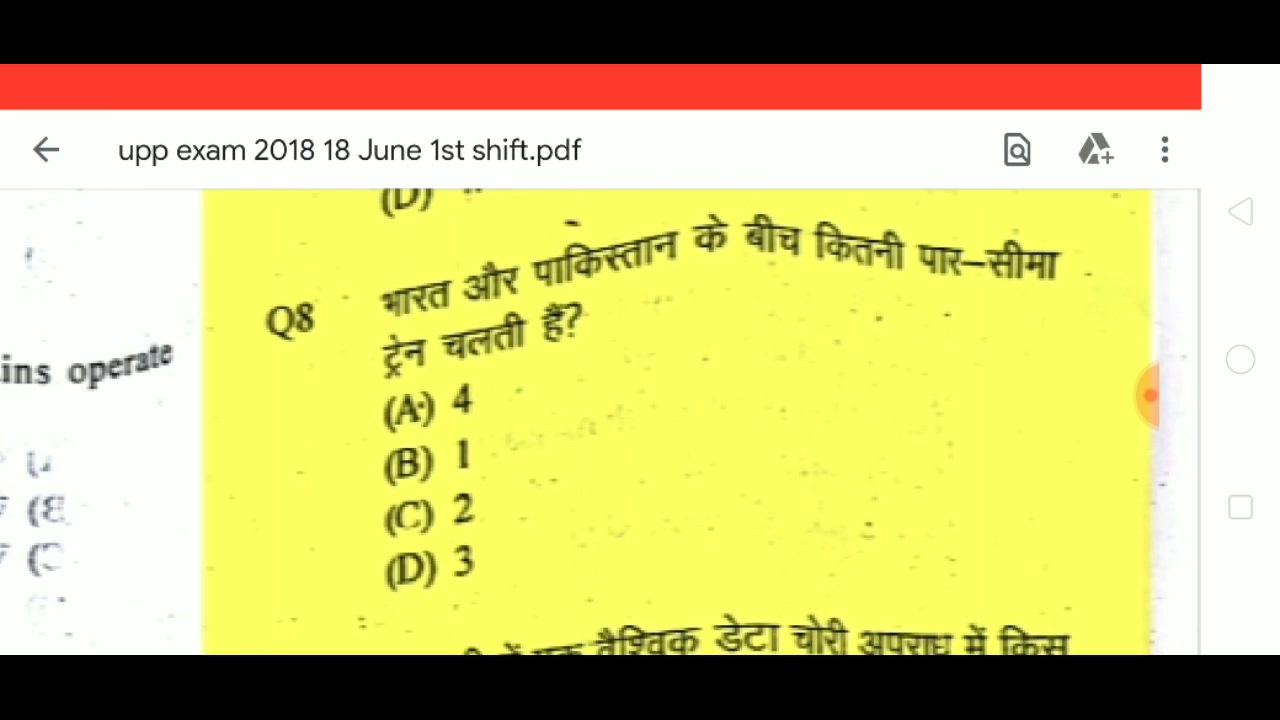 upp exam 2018 18 June 1st shift.pdf
(D)
Q8 भारत और पाकिस्तान के बीच कितनी पार-सीमा
ins operate
ट्रेन चलती हैं?
(A) 4
(B) 1
(C) 2
(D) 3
वैश्विक डेटा चोरी अपराध में किस